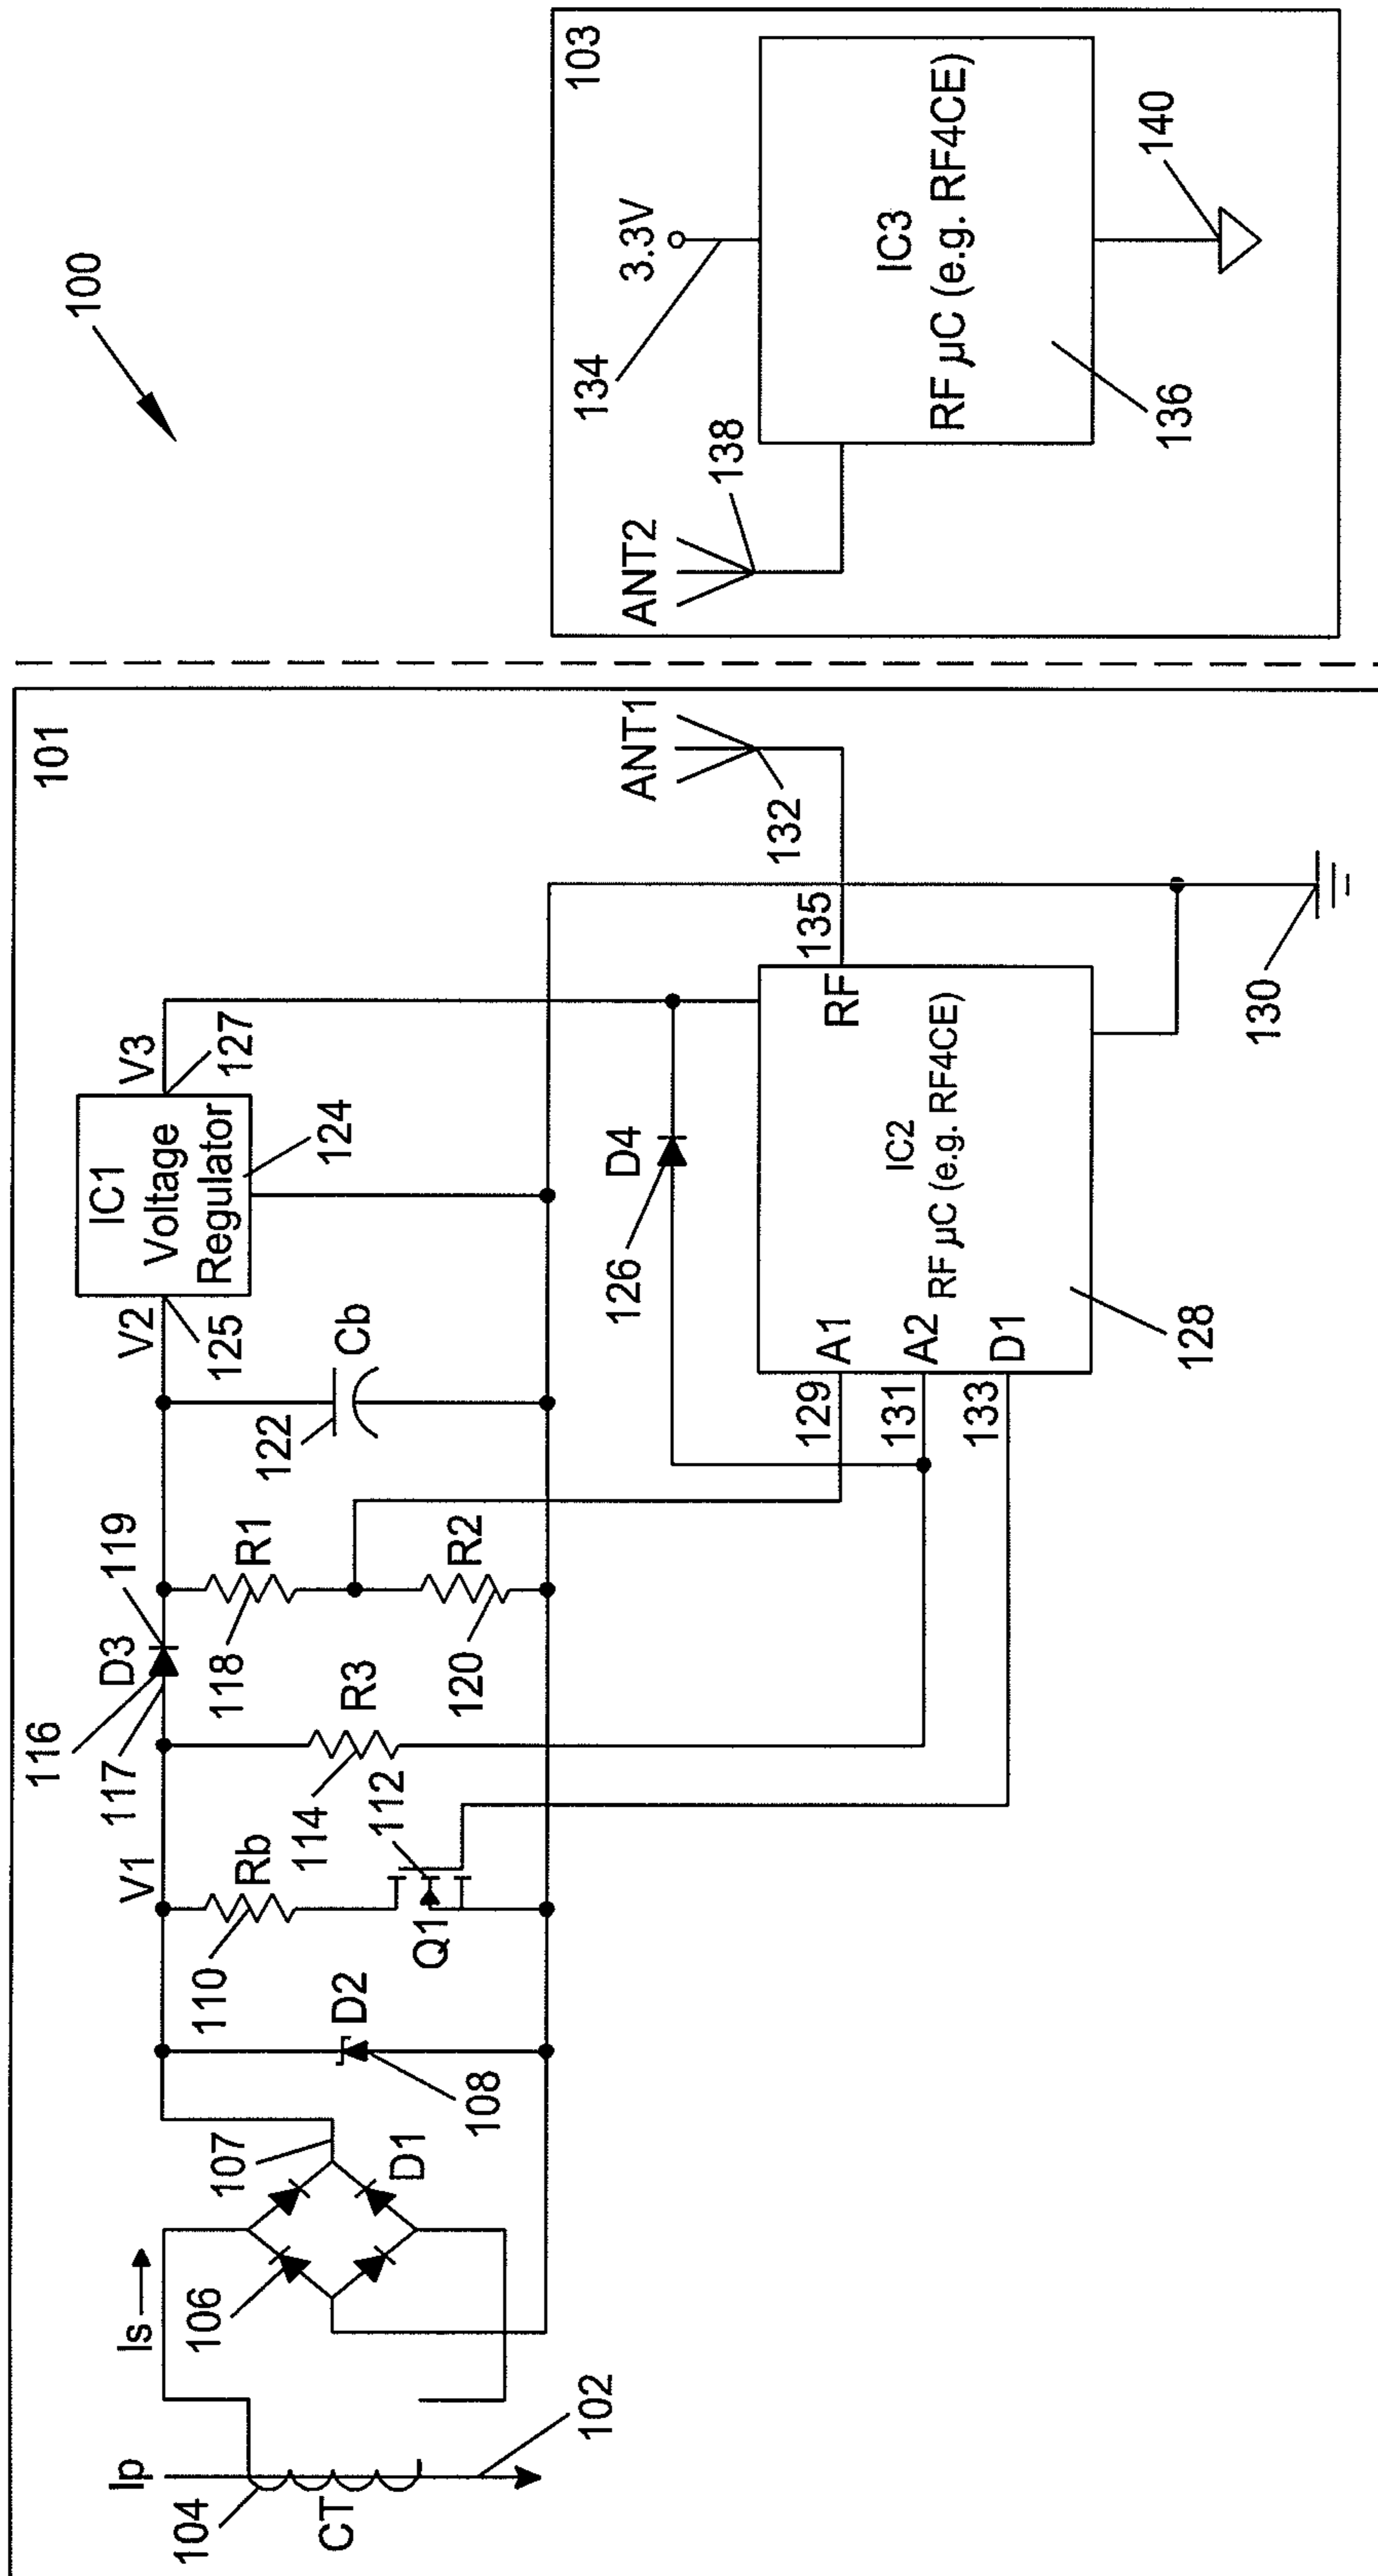 100
101
Ip
104
CT
102
Is
106
107
D1
D2
108
V1
110
Rb
Q1
112
114
R3
116
117
D3
119
118
R1
120
R2
122
Cb
V2
125
IC1
Voltage
Regulator
124
V3
127
D4
126
129
131
133
A1
A2
D1
IC2
RF µC (e.g. RF4CE)
RF
135
128
130
ANT1
132
103
ANT2
138
134
3.3V
IC3
RF µC (e.g. RF4CE)
136
140